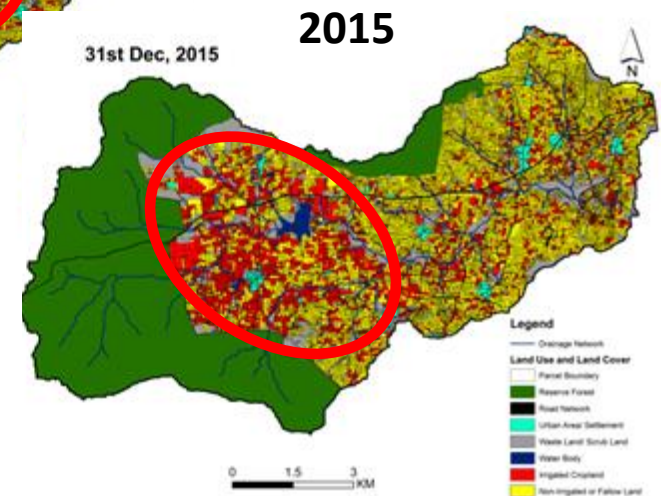 2015
31st Dec, 2015
N
Legend
Drainage Network
Land Use and Land Cover
Parcel Boundary
Reserve Forest
Road Network
Urban Area/ Settlement
Waste Land/ Scrub Land
Water Body
Irrigated Cropland
Non-Irrigated or Fallow Land
0 1.5 3
KM